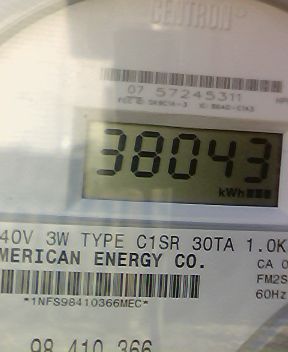 CENTRON
07 57245311
38043
kWh
40V 3W TYPE C1SR 30TA 1.0K
MERICAN ENERGY CO.
CA 0
FM2S
*1NFS98410366MEC*
60Hz
98 410 366